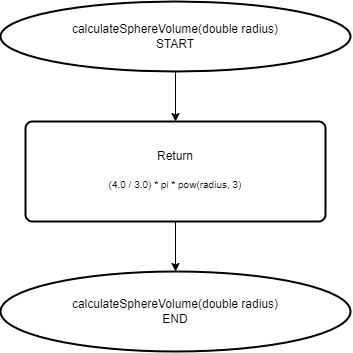 calculateSphereVolume(double radius)
START
Return
(4.0 / 3.0) * pi * pow(radius, 3)
calculateSphereVolume(double radius)
END